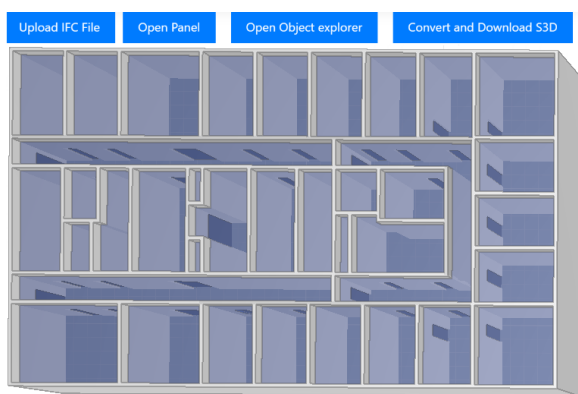 Upload IFC File
Open Panel
Open Object explorer
Convert and Download S3D